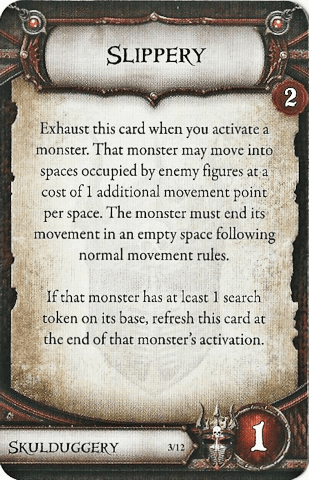 SLIPPERY
2
Exhaust this card when you activate a
monster. That monster may move into
spaces occupied by enemy figures at a
cost of 1 additional movement point
per space. The monster must end its
movement in an empty space following
normal movement rules.
If that monster has at least 1 search
token on its base, refresh this card at
the end of that monster's activation.
SKULDUGGERY
3/12
1